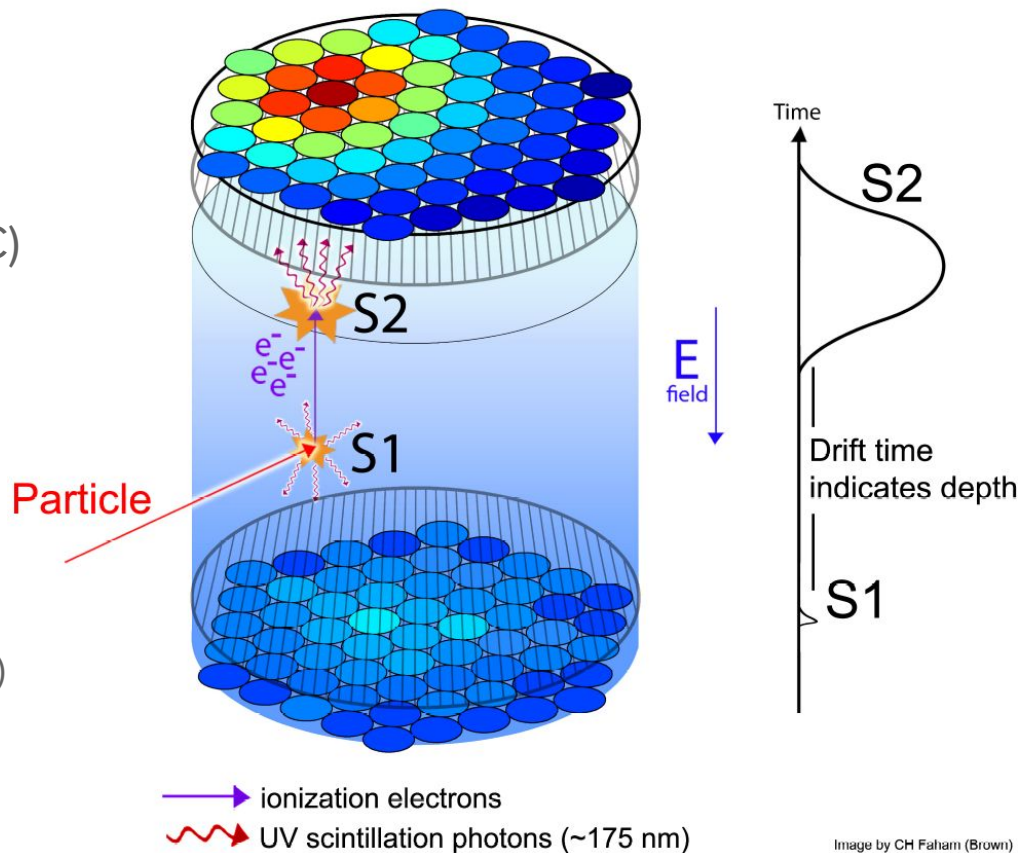 C)
)
Time
S2
S2
e-
e- e-
e- e-
E
field
S1
Particle
Drift time
indicates depth
S1
ionization electrons
UV scintillation photons (~175 nm)
Image by CH Faham (Brown)